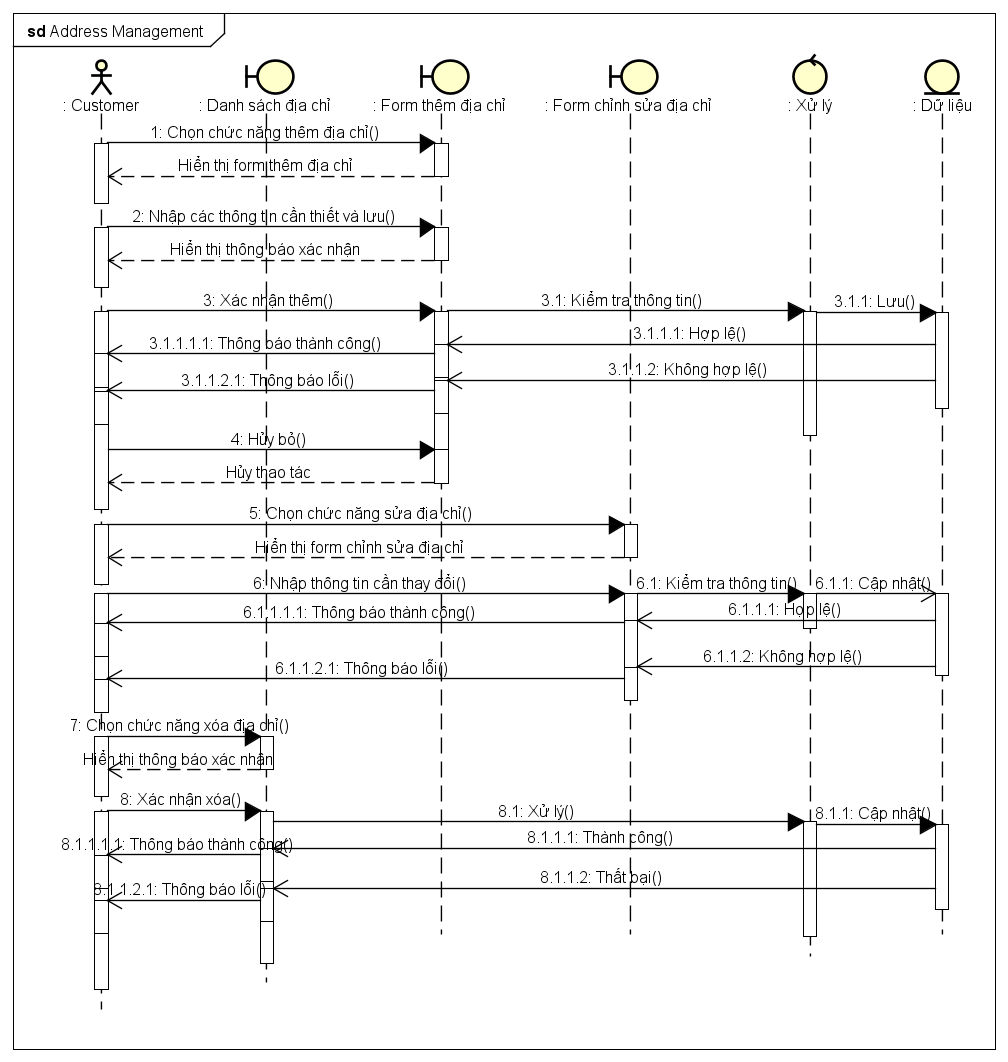 sd Address Management
: Customer
: Danh sách địa chỉ
: Form thêm địa chỉ
: Form chỉnh sửa địa chỉ
: Xử lý
: Dữ liệu
1: Chọn chức năng thêm địa chỉ()
Hiển thị form thêm địa chỉ
2: Nhập các thông tin cần thiết và lưu()
Hiển thị thông báo xác nhận
3: Xác nhận thêm()
3.1: Kiểm tra thông tin()
3.1.1: Lưu()
3.1.1.1: Hợp lệ()
3.1.1.1.1: Thông báo thành công()
3.1.1.2: Không hợp lệ()
3.1.1.2.1: Thông báo lỗi()
4: Hủy bỏ()
Hủy thao tác
5: Chọn chức năng sửa địa chỉ()
Hiển thị form chỉnh sửa địa chỉ
6: Nhập thông tin cần thay đổi()
6.1: Kiểm tra thông tin()
6.1.1: Cập nhật()
6.1.1.1: Hợp lệ()
6.1.1.1.1: Thông báo thành công()
6.1.1.2: Không hợp lệ()
6.1.1.2.1: Thông báo lỗi()
7: Chọn chức năng xóa địa chỉ()
Hiển thị thông báo xác nhận
8: Xác nhận xóa()
8.1: Xử lý()
8.1.1: Cập nhật()
8.1.1.1: Thành công()
8.1.1.1.1: Thông báo thành công()
8.1.1.2: Thất bại()
8.1.1.2.1: Thông báo lỗi()